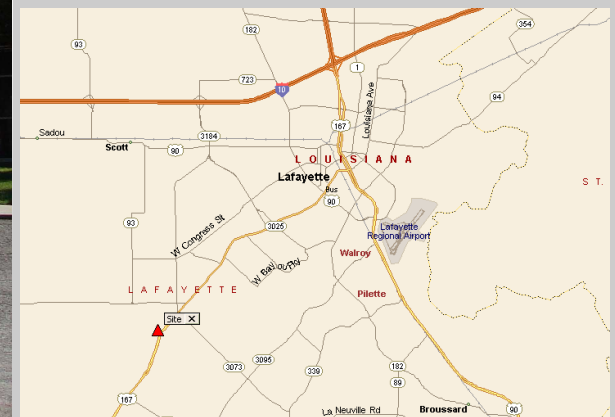 182
354
93
1
723
10
94
Louisiana Ave
167
Sadou
3184
Scott
90
LOUISIANA
Lafayette
ST.
Bus
90
93
W Congress St
3025
Lafayette
Regional Airport
Walroy
LAFAYETTE
Pilette
Site X
3073
3095
339
182
89
167
La Neuville Rd
Broussard
90